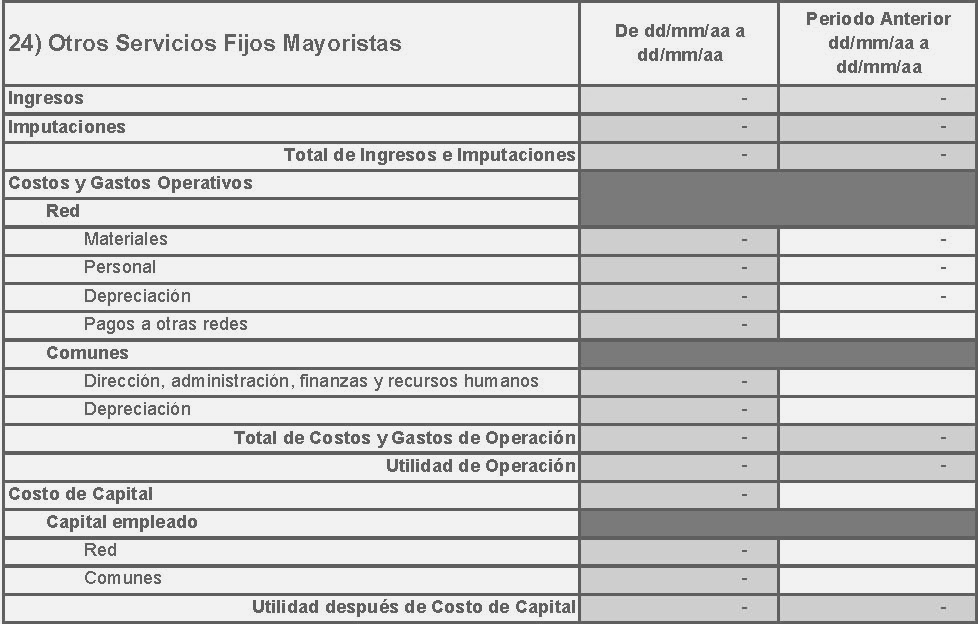 24) Otros Servicios Fijos Mayoristas
De dd/mm/aa a
dd/mm/aa
Periodo Anterior
dd/mm/aa a
dd/mm/aa
Ingresos - -
Imputaciones - -
Total de Ingresos e Imputaciones - -
Costos y Gastos Operativos
Red
Materiales - -
Personal - -
Depreciación - -
Pagos a otras redes -
Comunes
Dirección, administración, finanzas y recursos humanos -
Depreciación -
Total de Costos y Gastos de Operación - -
Utilidad de Operación - -
Costo de Capital -
Capital empleado
Red -
Comunes -
Utilidad después de Costo de Capital - -